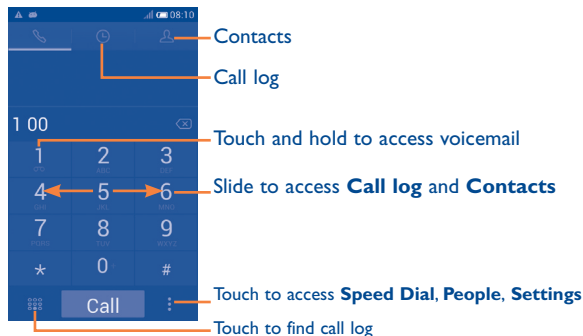 08:10
Contacts
Call log
1 00
Touch and hold to access voicemail
1 2 3
ABC DEF
Slide to access Call log and Contacts
4 5 6
GHI JKL MNO
7 8 9
PQRS TUV WXYZ
* 0 #
+
Touch to access Speed Dial, People, Settings
Call
Touch to find call log